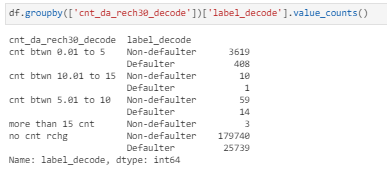 df.groupby(['cnt_da_rech30_decode'])['label_decode'].value_counts()
cnt_da_rech30_decode  label_decode
cnt btwn 0.01 to 5    Non-defaulter      3619
                      Defaulter           408
cnt btwn 10.01 to 15  Non-defaulter        10
                      Defaulter             1
cnt btwn 5.01 to 10   Non-defaulter        59
                      Defaulter            14
more than 15 cnt      Non-defaulter         3
no cnt rchg           Non-defaulter    179740
                      Defaulter         25739
Name: label_decode, dtype: int64